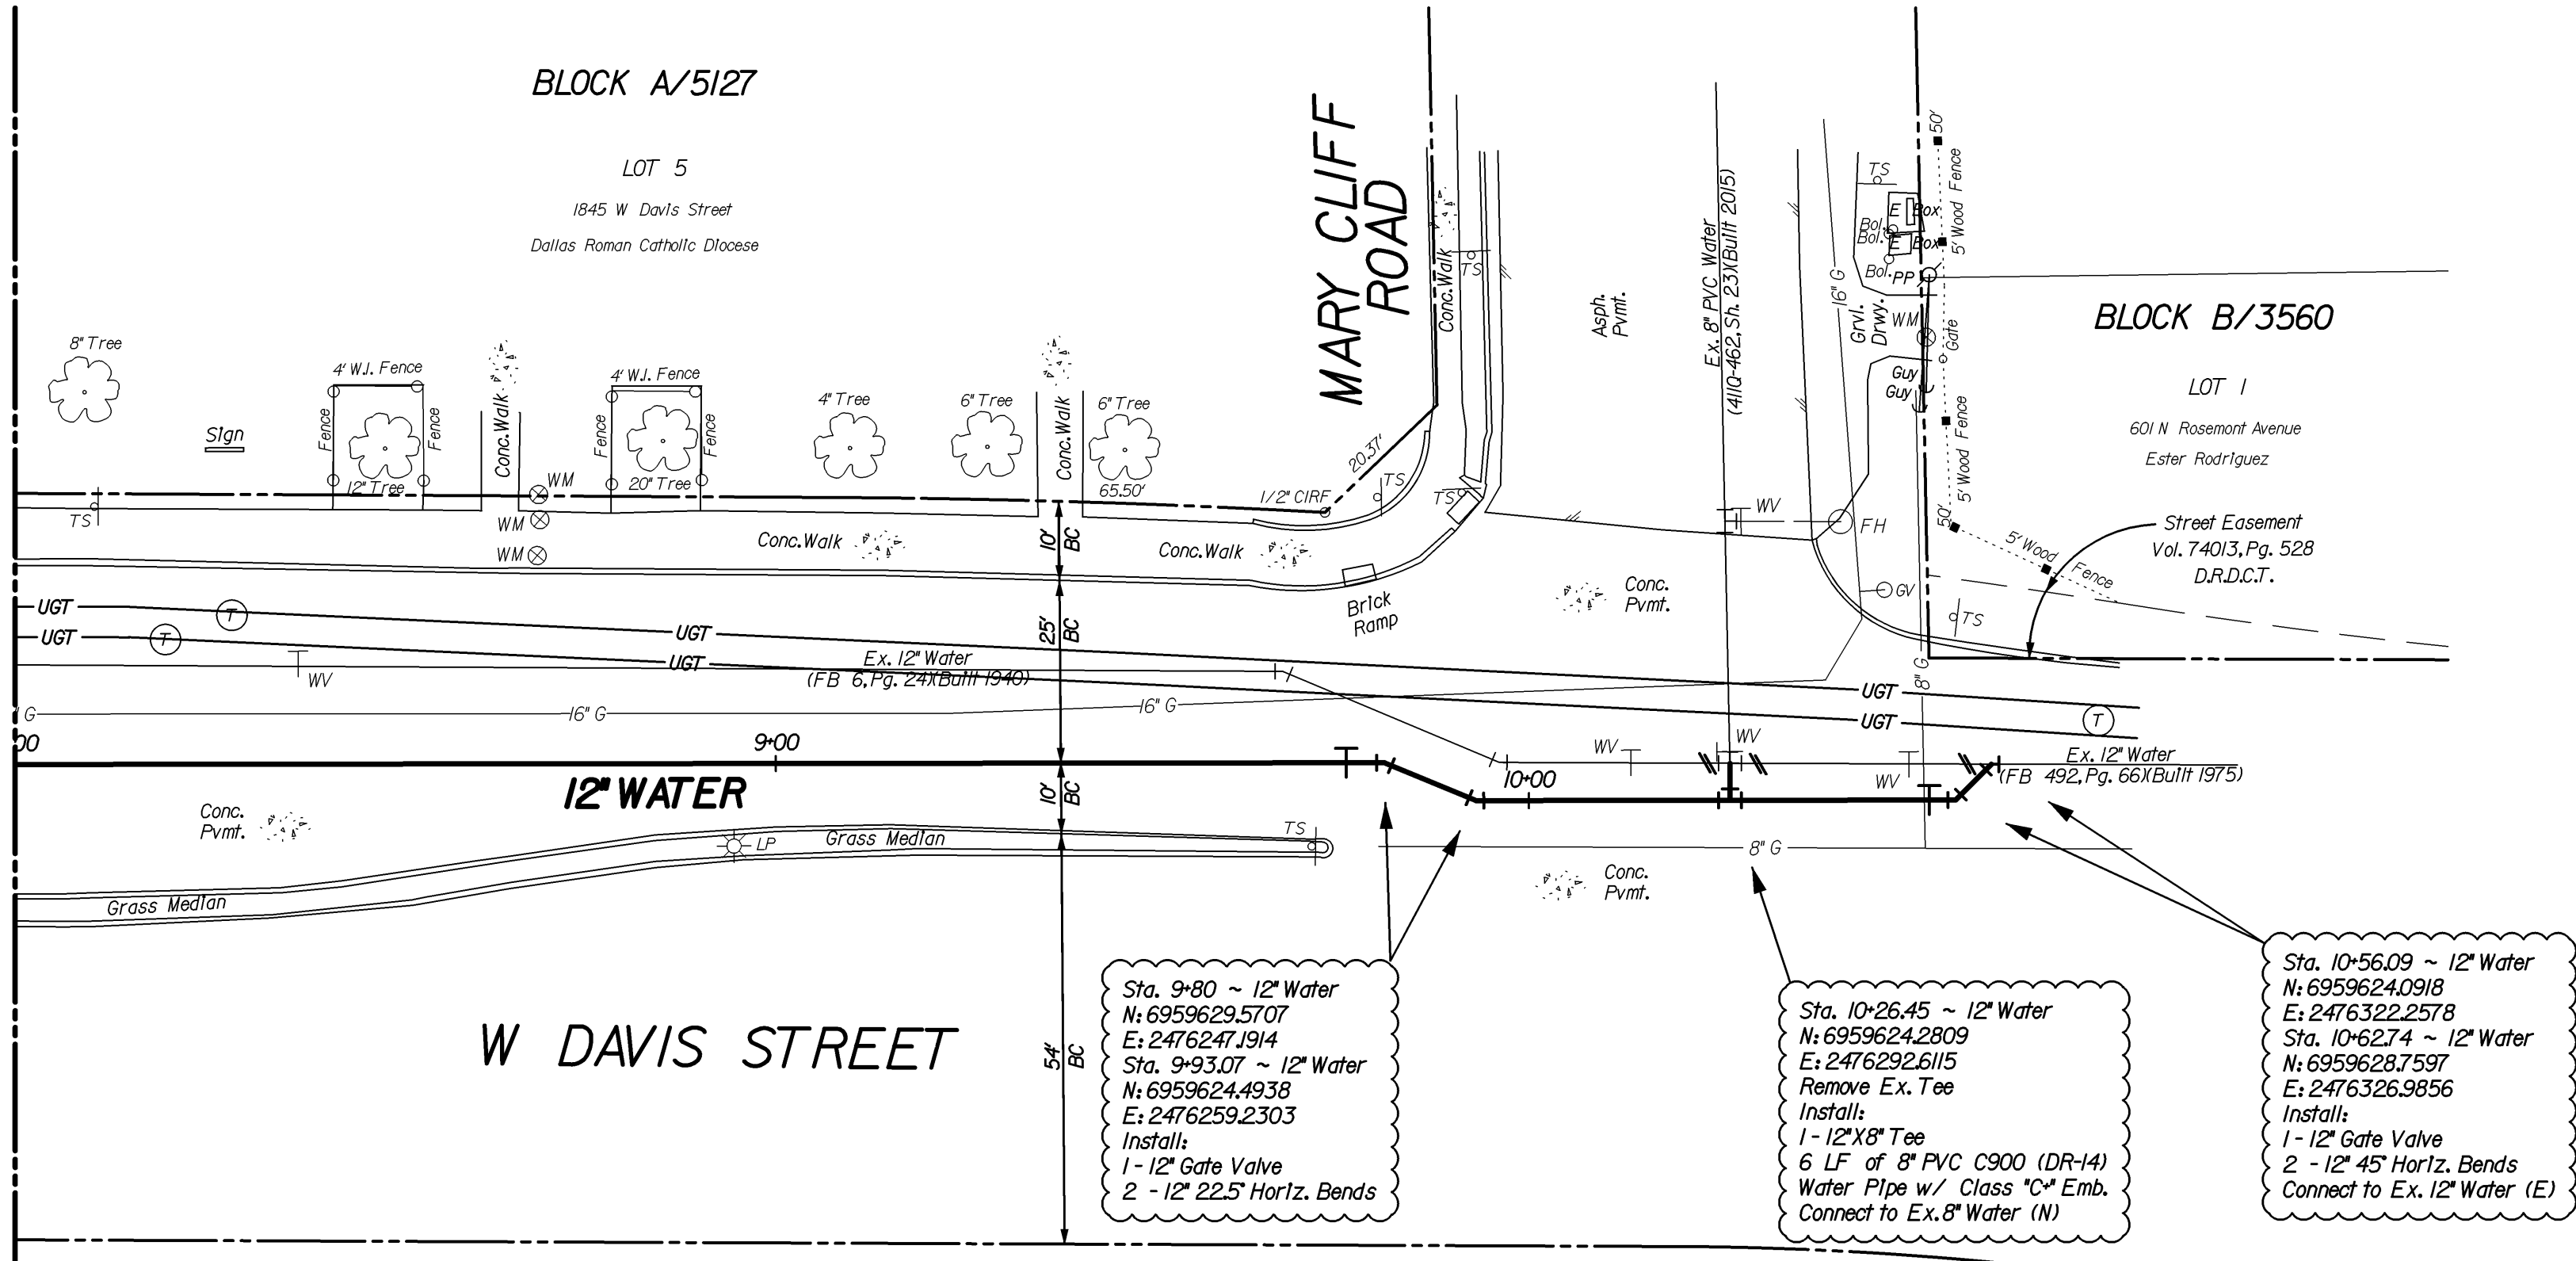 BLOCK A/5127
LOT 5
1845 W Davis Street
Dallas Roman Catholic Diocese
8" Tree
Sign
4' W.I. Fence
Fence
Fence
12" Tree
Conc. Walk
4' W.I. Fence
Fence
Fence
20" Tree
4" Tree
6" Tree
Conc. Walk
6" Tree
65.50'
TS
WM
WM
WM
Conc. Walk
Conc. Walk
10'
BC
25'
BC
10'
BC
54'
BC
MARY CLIFF
ROAD
20.37'
1/2" CIRF
TS
TS
TS
Conc. Walk
Brick
Ramp
Asph.
Pvmt.
Ex. 8" PVC Water
(411Q-462, Sh. 23)(Built 2015)
16" G
TS
E Box
Bol.
Bol.
E Box
Bol.
PP
Grvl.
Drwy.
WM
Gate
Guy
Guy
50'
5' Wood Fence
5' Wood Fence
50'
5' Wood Fence
BLOCK B/3560
LOT 1
601 N Rosemont Avenue
Ester Rodriguez
Street Easement
Vol. 74013, Pg. 528
D.R.D.C.T.
WV
FH
GV
TS
Conc.
Pvmt.
8" G
UGT
T
UGT
T
UGT
UGT
UGT
UGT
T
WV
Ex. 12" Water
(FB 6, Pg. 24)(Built 1940)
" G
16" G
16" G
00
9+00
10+00
12" WATER
WV
WV
WV
Ex. 12" Water
(FB 492, Pg. 66)(Built 1975)
Conc.
Pvmt.
LP
Grass Median
TS
Grass Median
8" G
Conc.
Pvmt.
W DAVIS STREET
Sta. 9+80 ~ 12" Water
N: 6959629.5707
E: 2476247.1914
Sta. 9+93.07 ~ 12" Water
N: 6959624.4938
E: 2476259.2303
Install:
1 - 12" Gate Valve
2 - 12" 22.5° Horiz. Bends
Sta. 10+26.45 ~ 12" Water
N: 6959624.2809
E: 2476292.6115
Remove Ex. Tee
Install:
1 - 12"X8" Tee
6 LF of 8" PVC C900 (DR-14)
Water Pipe w/ Class "C+" Emb.
Connect to Ex. 8" Water (N)
Sta. 10+56.09 ~ 12" Water
N: 6959624.0918
E: 2476322.2578
Sta. 10+62.74 ~ 12" Water
N: 6959628.7597
E: 2476326.9856
Install:
1 - 12" Gate Valve
2 - 12" 45° Horiz. Bends
Connect to Ex. 12" Water (E)